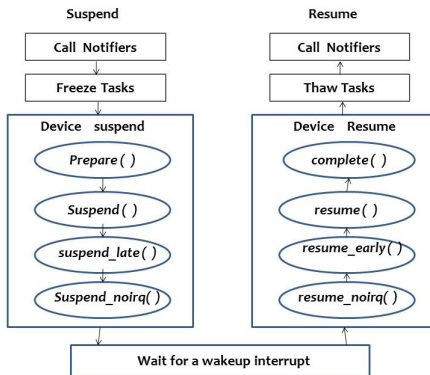 Suspend
Call Notifiers
Freeze Tasks
Device suspend
Prepare ( )
Suspend ( )
suspend_late ( )
Suspend_noirq( )
Resume
Call Notifiers
Thaw Tasks
Device Resume
complete ( )
resume ( )
resume_early ( )
resume_noirq( )
Wait for a wakeup interrupt